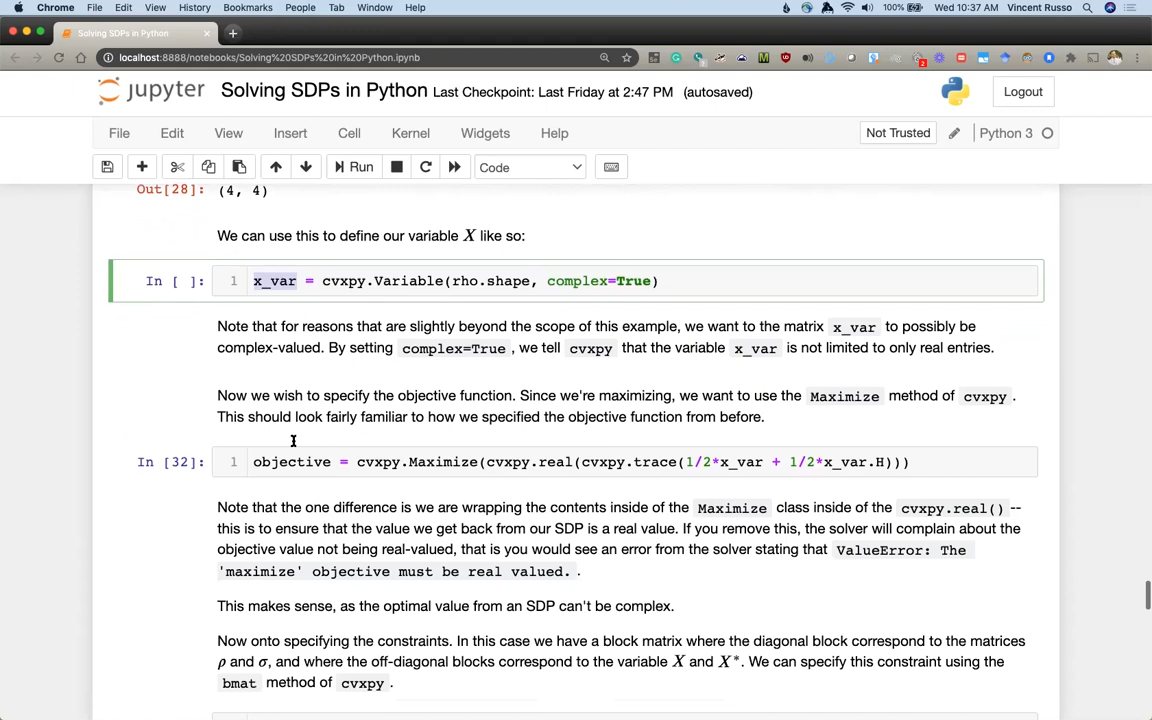 Chrome File Edit View History Bookmarks People Tab Window Help 100% Wed 10:37 AM Vincent Russo
Solving SDPs in Python
localhost:8888/notebooks/Solving%20SDPs%20in%20Python.ipynb
jupyter Solving SDPs in Python Last Checkpoint: Last Friday at 2:47 PM (autosaved) Logout
File Edit View Insert Cell Kernel Widgets Help Not Trusted Python 3
Run Code
Out[28]: (4, 4)
We can use this to define our variable X like so:
In [ ]: 1 x_var = cvxpy.Variable(rho.shape, complex=True)
Note that for reasons that are slightly beyond the scope of this example, we want to the matrix x_var to possibly be
complex-valued. By setting complex=True , we tell cvxpy that the variable x_var is not limited to only real entries.
Now we wish to specify the objective function. Since we're maximizing, we want to use the Maximize method of cvxpy .
This should look fairly familiar to how we specified the objective function from before.
In [32]: 1 objective = cvxpy.Maximize(cvxpy.real(cvxpy.trace(1/2*x_var + 1/2*x_var.H)))
Note that the one difference is we are wrapping the contents inside of the Maximize class inside of the cvxpy.real() --
this is to ensure that the value we get back from our SDP is a real value. If you remove this, the solver will complain about the
objective value not being real-valued, that is you would see an error from the solver stating that ValueError: The
'maximize' objective must be real valued. .
This makes sense, as the optimal value from an SDP can't be complex.
Now onto specifying the constraints. In this case we have a block matrix where the diagonal block correspond to the matrices
ρ and σ, and where the off-diagonal blocks correspond to the variable X and X*. We can specify this constraint using the
bmat method of cvxpy .